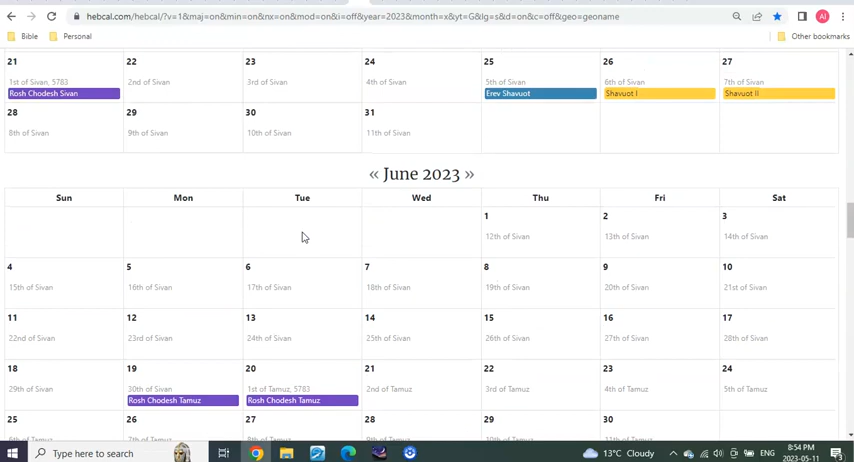 hebcal.com/hebcal/?v=1&maj=on&min=on&nx=on&mod=on&i=off&year=2023&month=x&yt=G&lg=s&d=on&c=off&geo=geoname
AI
Bible Personal Other bookmarks
21 22 23 24 25 26 27
1st of Sivan, 5783 2nd of Sivan 3rd of Sivan 4th of Sivan 5th of Sivan 6th of Sivan 7th of Sivan
Rosh Chodesh Sivan Erev Shavuot Shavuot I Shavuot II
28 29 30 31
8th of Sivan 9th of Sivan 10th of Sivan 11th of Sivan
« June 2023 »
Sun Mon Tue Wed Thu Fri Sat
1 2 3
12th of Sivan 13th of Sivan 14th of Sivan
4 5 6 7 8 9 10
15th of Sivan 16th of Sivan 17th of Sivan 18th of Sivan 19th of Sivan 20th of Sivan 21st of Sivan
11 12 13 14 15 16 17
22nd of Sivan 23rd of Sivan 24th of Sivan 25th of Sivan 26th of Sivan 27th of Sivan 28th of Sivan
18 19 20 21 22 23 24
29th of Sivan 30th of Sivan 1st of Tamuz, 5783 2nd of Tamuz 3rd of Tamuz 4th of Tamuz 5th of Tamuz
Rosh Chodesh Tamuz Rosh Chodesh Tamuz
25 26 27 28 29 30
Type here to search 13°C Cloudy ENG 8:54 PM
2023-05-11 3